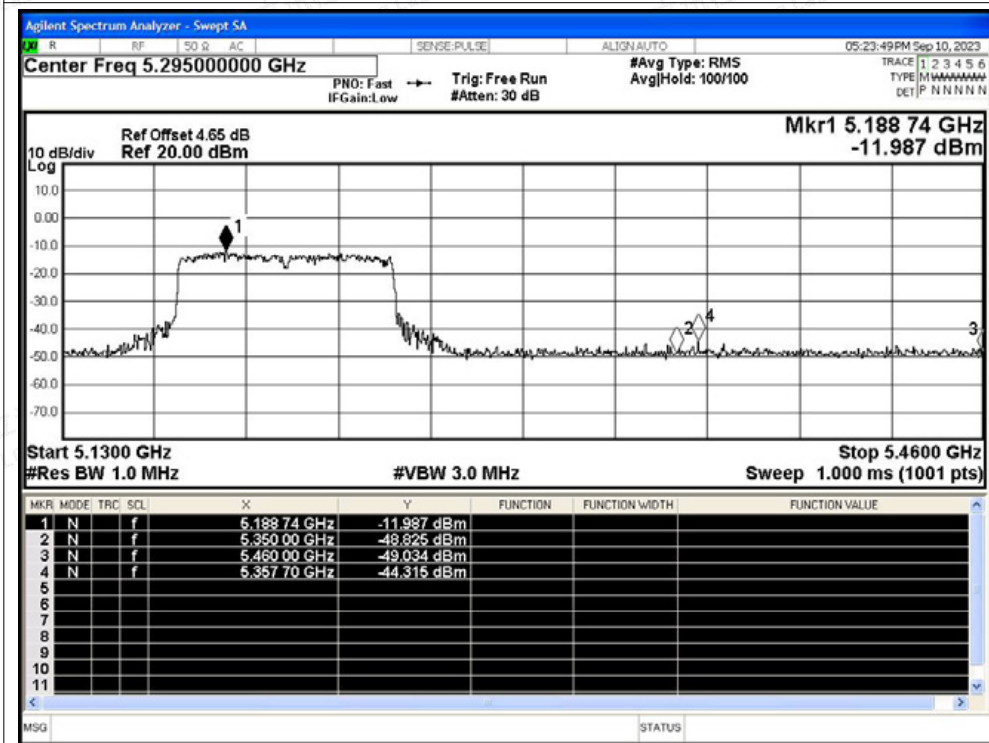 Agilent Spectrum Analyzer - Swept SA
LXI R RF 50 Ω AC SENSE:PULSE ALIGNAUTO 05:23:49PM Sep 10, 2023
Center Freq 5.295000000 GHz
PNO: Fast
IFGain:Low
Trig: Free Run
#Atten: 30 dB
#Avg Type: RMS
Avg|Hold: 100/100
TRACE 1 2 3 4 5 6
TYPE M
DET P N N N N N
Mkr1 5.188 74 GHz
-11.987 dBm
Ref Offset 4.65 dB
10 dB/div Ref 20.00 dBm
Log
10.0
0.00
-10.0
-20.0
-30.0
-40.0
-50.0
-60.0
-70.0
1
2
4
3
Start 5.1300 GHz Stop 5.4600 GHz
#Res BW 1.0 MHz #VBW 3.0 MHz Sweep 1.000 ms (1001 pts)
MKR MODE TRC SCL X Y FUNCTION FUNCTION WIDTH FUNCTION VALUE
1 N f 5.188 74 GHz -11.987 dBm
2 N f 5.350 00 GHz -48.825 dBm
3 N f 5.460 00 GHz -49.034 dBm
4 N f 5.357 70 GHz -44.315 dBm
5
6
7
8
9
10
11
MSG STATUS